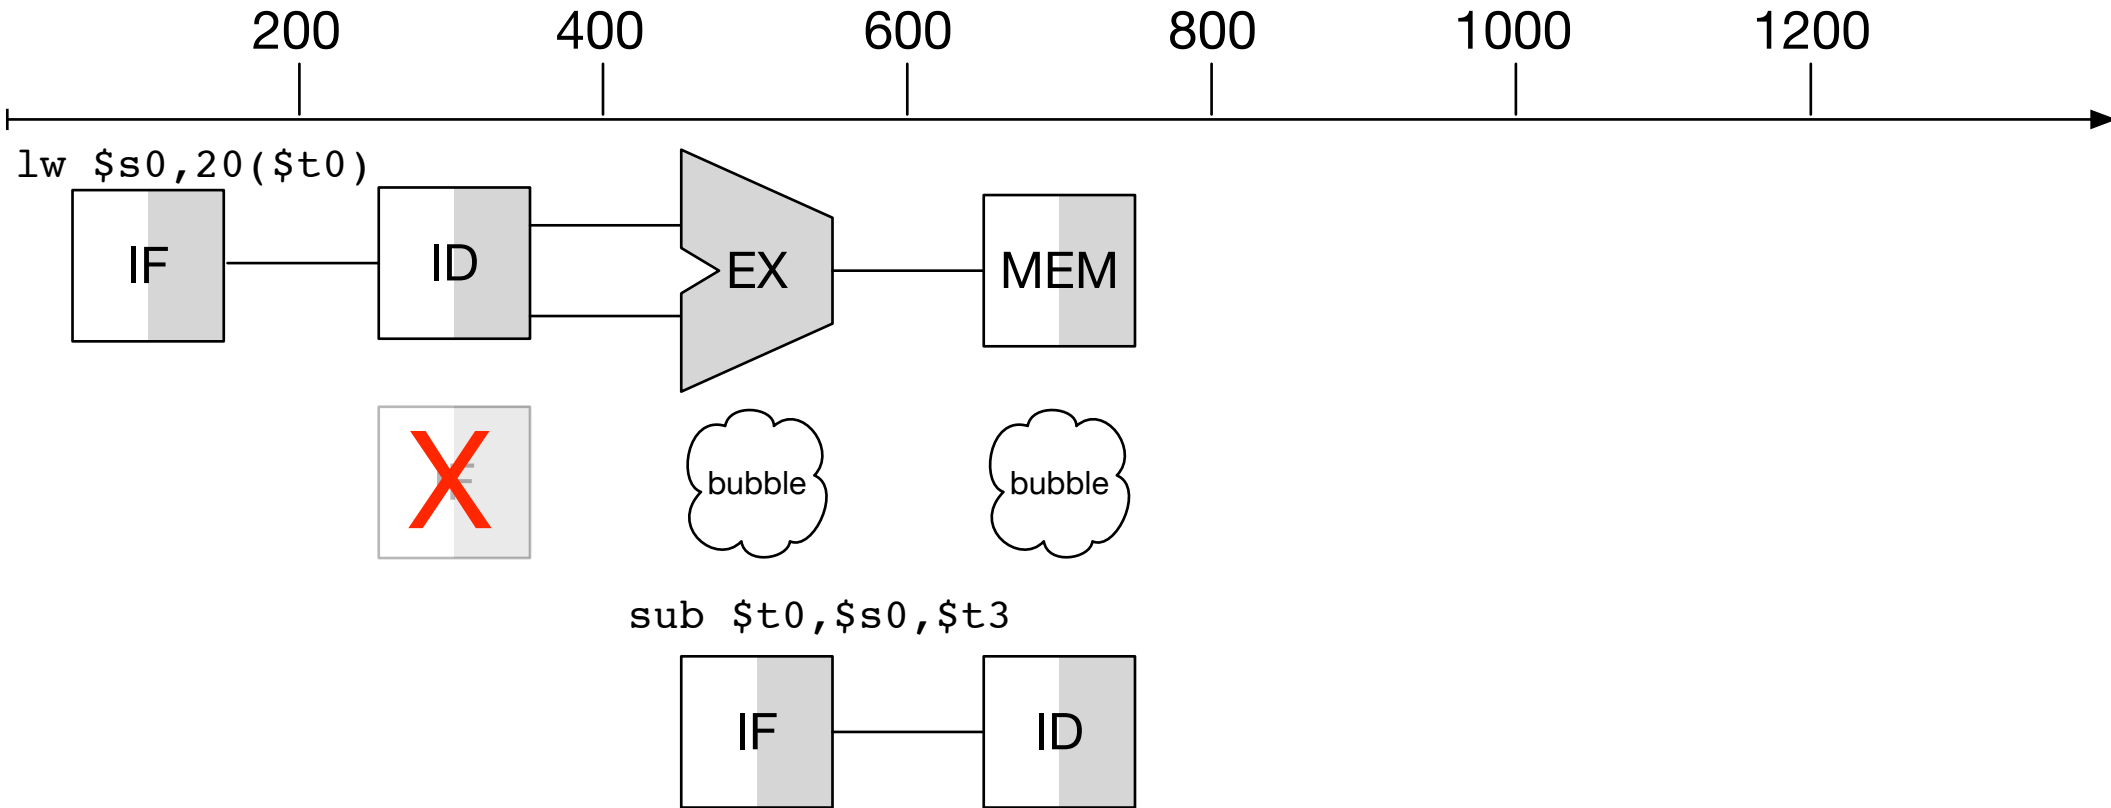 200 400 600 800 1000 1200
lw $s0,20($t0)
IF ID EX MEM
X bubble bubble
sub $t0,$s0,$t3
IF ID